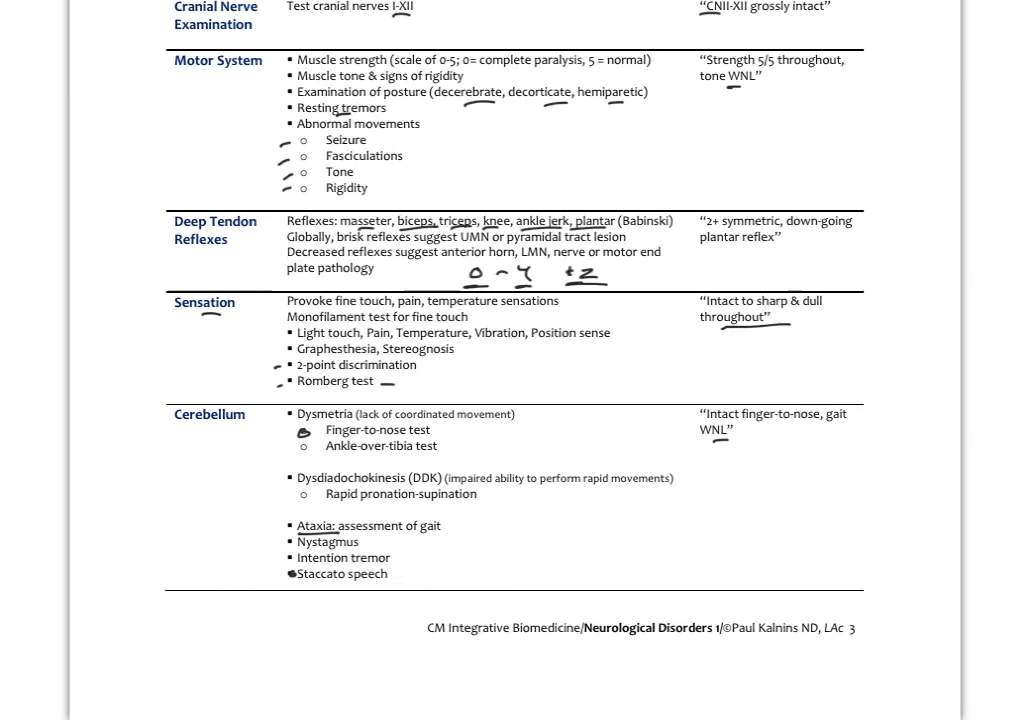 Cranial Nerve Test cranial nerves I-XII “CNII-XII grossly intact”
Examination
Motor System ▪ Muscle strength (scale of 0-5; 0= complete paralysis, 5 = normal) “Strength 5/5 throughout,
▪ Muscle tone & signs of rigidity tone WNL”
▪ Examination of posture (decerebrate, decorticate, hemiparetic)
▪ Resting tremors
▪ Abnormal movements
o Seizure
o Fasciculations
o Tone
o Rigidity
Deep Tendon Reflexes: masseter, biceps, triceps, knee, ankle jerk, plantar (Babinski) “2+ symmetric, down-going
Reflexes Globally, brisk reflexes suggest UMN or pyramidal tract lesion plantar reflex”
Decreased reflexes suggest anterior horn, LMN, nerve or motor end
plate pathology 0 - 4 +2
Sensation Provoke fine touch, pain, temperature sensations “Intact to sharp & dull
Monofilament test for fine touch throughout”
▪ Light touch, Pain, Temperature, Vibration, Position sense
▪ Graphesthesia, Stereognosis
▪ 2-point discrimination
▪ Romberg test
Cerebellum ▪ Dysmetria (lack of coordinated movement) “Intact finger-to-nose, gait
Finger-to-nose test WNL”
o Ankle-over-tibia test
▪ Dysdiadochokinesis (DDK) (impaired ability to perform rapid movements)
o Rapid pronation-supination
▪ Ataxia: assessment of gait
▪ Nystagmus
▪ Intention tremor
▪ Staccato speech
CM Integrative Biomedicine/Neurological Disorders 1/©Paul Kalnins ND, LAc 3